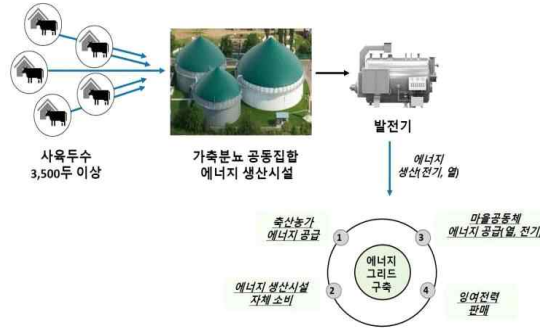 사육두수
3,500두 이상
가축분뇨 공동집합
에너지 생산시설
발전기
에너지
생산(전기, 열)
축산농가
에너지 공급
1
마을공동체
에너지 공급(열, 전기)
3
에너지
그리드
구축
에너지 생산시설
자체 소비
2
잉여전력
판매
4